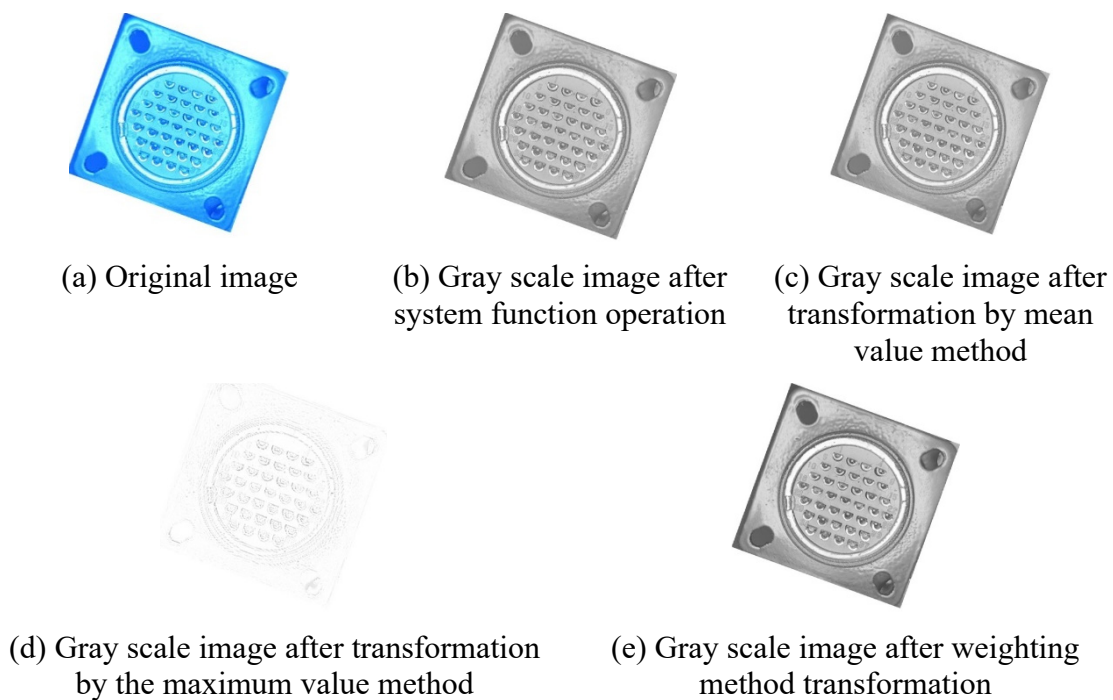 (a) Original image
(b) Gray scale image after
system function operation
(c) Gray scale image after
transformation by mean
value method
(d) Gray scale image after transformation
by the maximum value method
(e) Gray scale image after weighting
method transformation